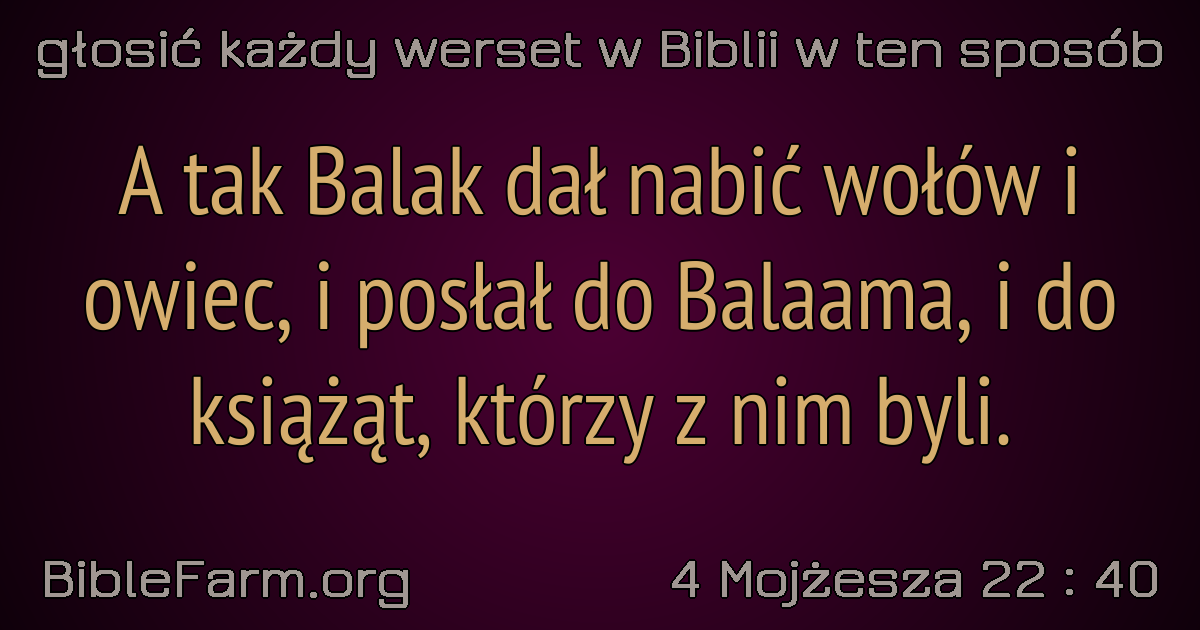 głosić każdy werset w Biblii w ten sposób
A tak Balak dał nabić wołów i
owiec, i posłał do Balaama, i do
książąt, którzy z nim byli.
BibleFarm.org
4 Mojżesza 22 : 40